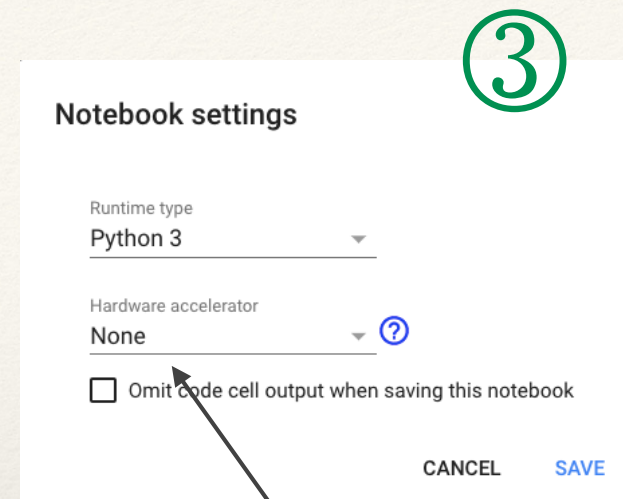 ③
Notebook settings
Runtime type
Python 3
Hardware accelerator
None
?
Omit code cell output when saving this notebook
CANCEL SAVE